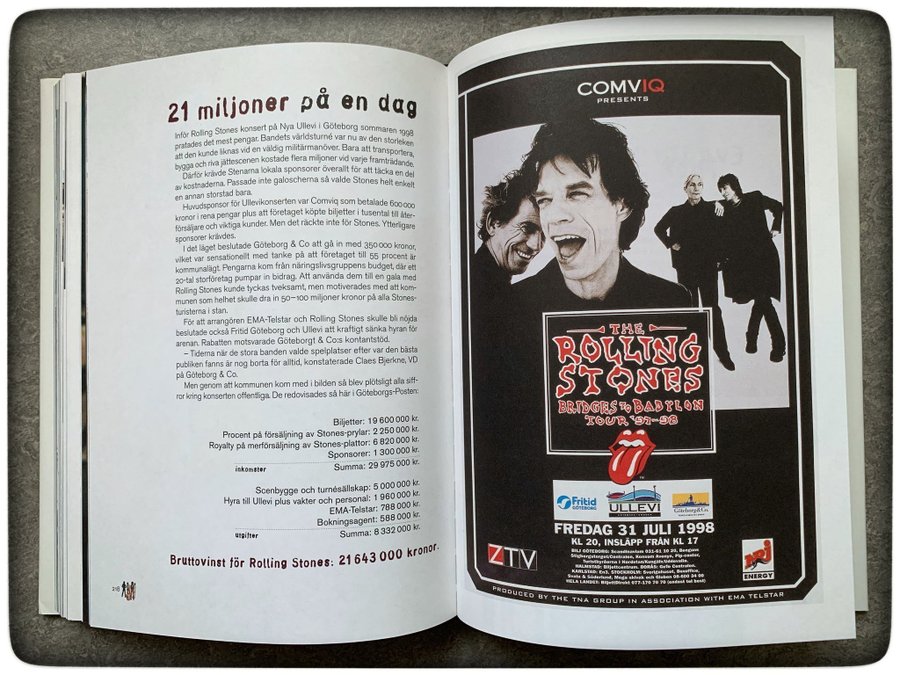 21 miljoner på en dag
Inför Rolling Stones konsert på Nya Ullevi i Göteborg sommaren 1998
pratades det mest pengar. Bandets världsturné var nu av den storleken
att den kunde liknas vid en väldig militärmanöver. Bara att transportera,
bygga och riva jättescenen kostade flera miljoner vid varje framträdande.
Därför krävde Stenarna lokala sponsorer överallt för att täcka en del
av kostnaderna. Passade inte galoscherna så valde Stones helt enkelt
en annan storstad bara.
Huvudsponsor för Ullevikonserten var Comviq som betalade 600 000
kronor i rena pengar plus att företaget köpte biljetter i tusental till åter-
försäljare och viktiga kunder. Men det räckte inte för Stones. Ytterligare
sponsorer krävdes.
I det läget beslutade Göteborg & Co att gå in med 350 000 kronor,
vilket var sensationellt med tanke på att företaget till 55 procent är
kommunalägt. Pengarna kom från näringslivsgruppens budget, där ett
20-tal storföretag pumpar in bidrag. Att använda dem till en gala med
Rolling Stones kunde tyckas tveksamt, men motiverades med att kom-
munen som helhet skulle dra in 50–100 miljoner kronor på alla Stones-
turisterna i stan.
För att arrangören EMA-Telstar och Rolling Stones skulle bli nöjda
beslutade också Fritid Göteborg och Ullevi att kraftigt sänka hyran för
arenan. Rabatten motsvarade Göteborgt & Co:s kontantstöd.
– Tiderna när de stora banden valde spelplatser efter var den bästa
publiken fanns är nog borta för alltid, konstaterade Claes Bjerkne, VD
på Göteborg & Co.
Men genom att kommunen kom med i bilden så blev plötsligt alla siff-
ror kring konserten offentliga. De redovisades så här i Göteborgs-Posten:
Biljetter: 19 600 000 kr.
Procent på försäljning av Stones-prylar: 2 250 000 kr.
Royalty på merförsäljning av Stones-plattor: 6 820 000 kr.
Sponsorer: 1 300 000 kr.
inkomster Summa: 29 975 000 kr.
Scenbygge och turnésällskap: 5 000 000 kr.
Hyra till Ullevi plus vakter och personal: 1 960 000 kr.
EMA-Telstar: 788 000 kr.
Bokningsagent: 588 000 kr.
utgifter Summa: 8 332 000 kr.
Bruttovinst för Rolling Stones: 21 643 000 kronor.
COMVIQ
PRESENTS
THE
ROLLING
STONES
BRIDGES TO BABYLON
TOUR '97-98
Fritid
GÖTEBORG
ULLEVI
Göteborg&Co
FREDAG 31 JULI 1998
KL 20, INSLÄPP FRÅN KL 17.
ZTV
NRJ
ENERGY
PRODUCED BY THE TNA GROUP IN ASSOCIATION WITH EMA TELSTAR